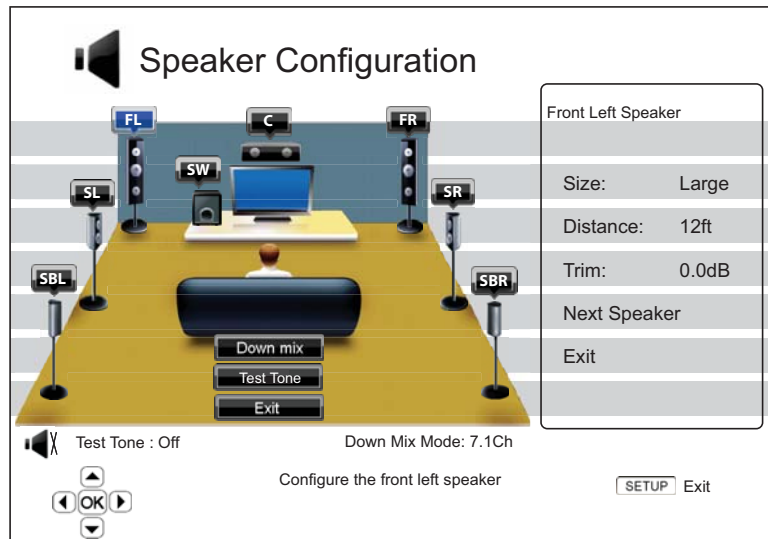 Speaker Configuration
FL
C
FR
SW
SL
SR
SBL
SBR
Down mix
Test Tone
Exit
Front Left Speaker
Size: Large
Distance: 12ft
Trim: 0.0dB
Next Speaker
Exit
Test Tone : Off
Down Mix Mode: 7.1Ch
OK
Configure the front left speaker
SETUP Exit